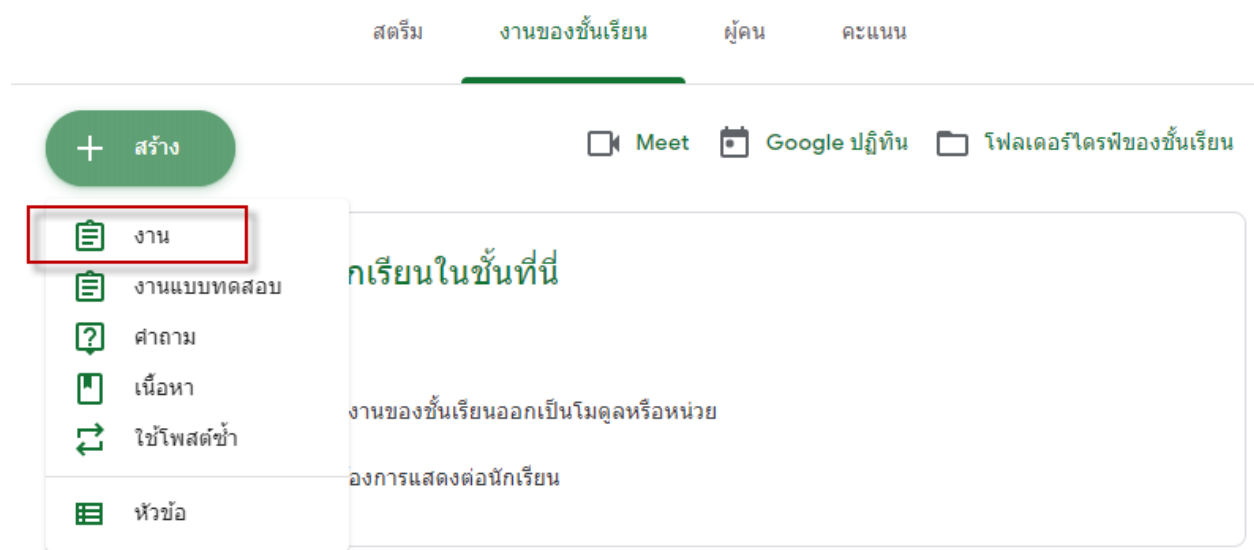 สตรีม งานของชั้นเรียน ผู้คน คะแนน
สร้าง Meet Google ปฏิทิน โฟลเดอร์ไดรฟ์ของชั้นเรียน
งาน
กเรียนในชั้นที่นี่
งานแบบทดสอบ
คำถาม
เนื้อหา
งานของชั้นเรียนออกเป็นโมดูลหรือหน่วย
ใช้โพสต์ซ้ำ
องการแสดงต่อนักเรียน
หัวข้อ